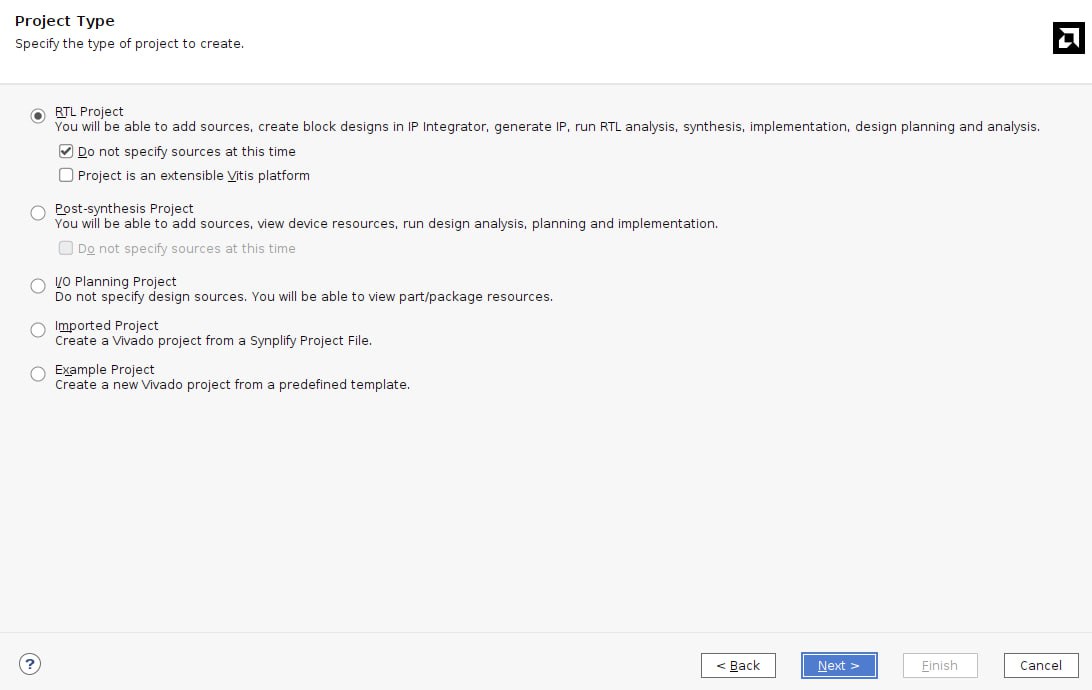 Project Type
Specify the type of project to create.
RTL Project
You will be able to add sources, create block designs in IP Integrator, generate IP, run RTL analysis, synthesis, implementation, design planning and analysis.
Do not specify sources at this time
Project is an extensible Vitis platform
Post-synthesis Project
You will be able to add sources, view device resources, run design analysis, planning and implementation.
Do not specify sources at this time
I/O Planning Project
Do not specify design sources. You will be able to view part/package resources.
Imported Project
Create a Vivado project from a Synplify Project File.
Example Project
Create a new Vivado project from a predefined template.
?
< Back
Next >
Finish
Cancel